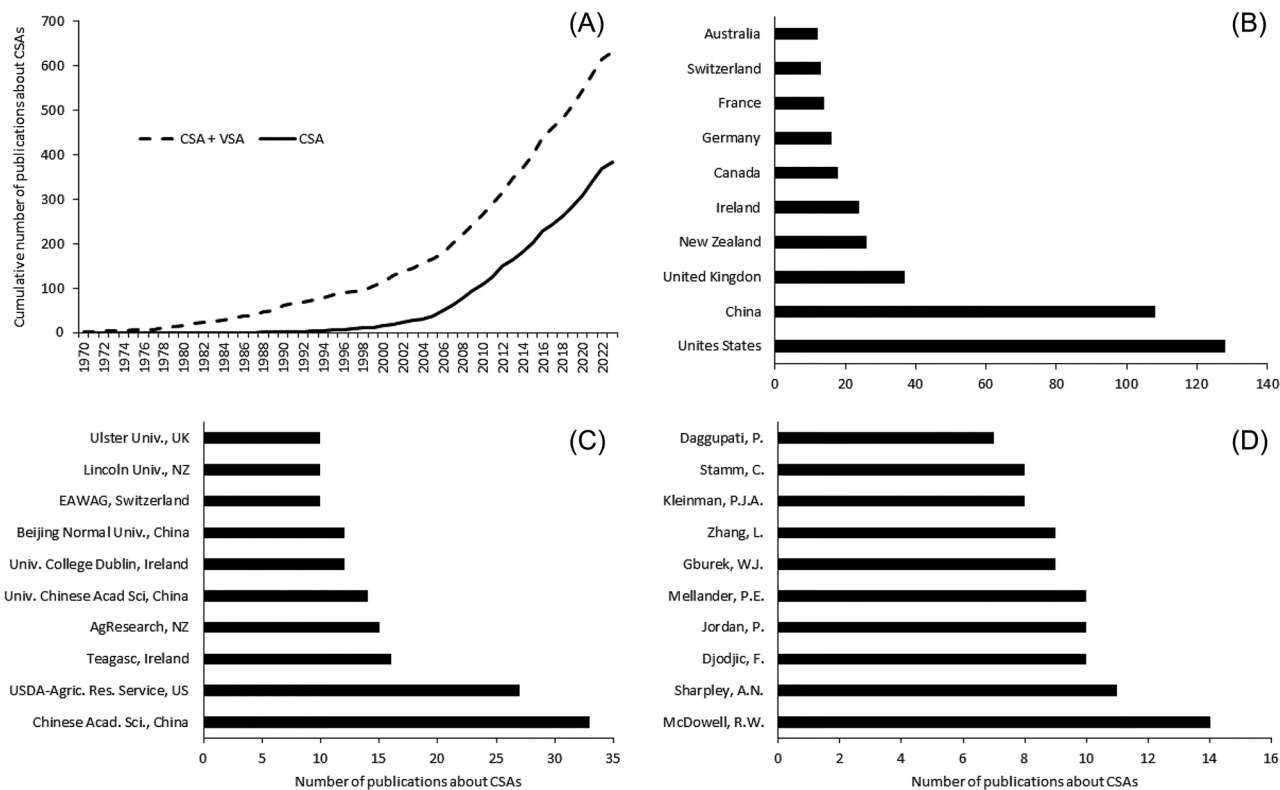 (A)
Cumulative number of publications about CSAs
700
600
500
400
300
200
100
0
CSA + VSA
CSA
1970
1972
1974
1976
1978
1980
1982
1984
1986
1988
1990
1992
1994
1996
1998
2000
2002
2004
2006
2008
2010
2012
2014
2016
2018
2020
2022
(B)
Australia
Switzerland
France
Germany
Canada
Ireland
New Zealand
United Kingdon
China
Unites States
0 20 40 60 80 100 120 140
(C)
Ulster Univ., UK
Lincoln Univ., NZ
EAWAG, Switzerland
Beijing Normal Univ., China
Univ. College Dublin, Ireland
Univ. Chinese Acad Sci, China
AgResearch, NZ
Teagasc, Ireland
USDA-Agric. Res. Service, US
Chinese Acad. Sci., China
0 5 10 15 20 25 30 35
Number of publications about CSAs
(D)
Daggupati, P.
Stamm, C.
Kleinman, P.J.A.
Zhang, L.
Gburek, W.J.
Mellander, P.E.
Jordan, P.
Djodjic, F.
Sharpley, A.N.
McDowell, R.W.
0 2 4 6 8 10 12 14 16
Number of publications about CSAs